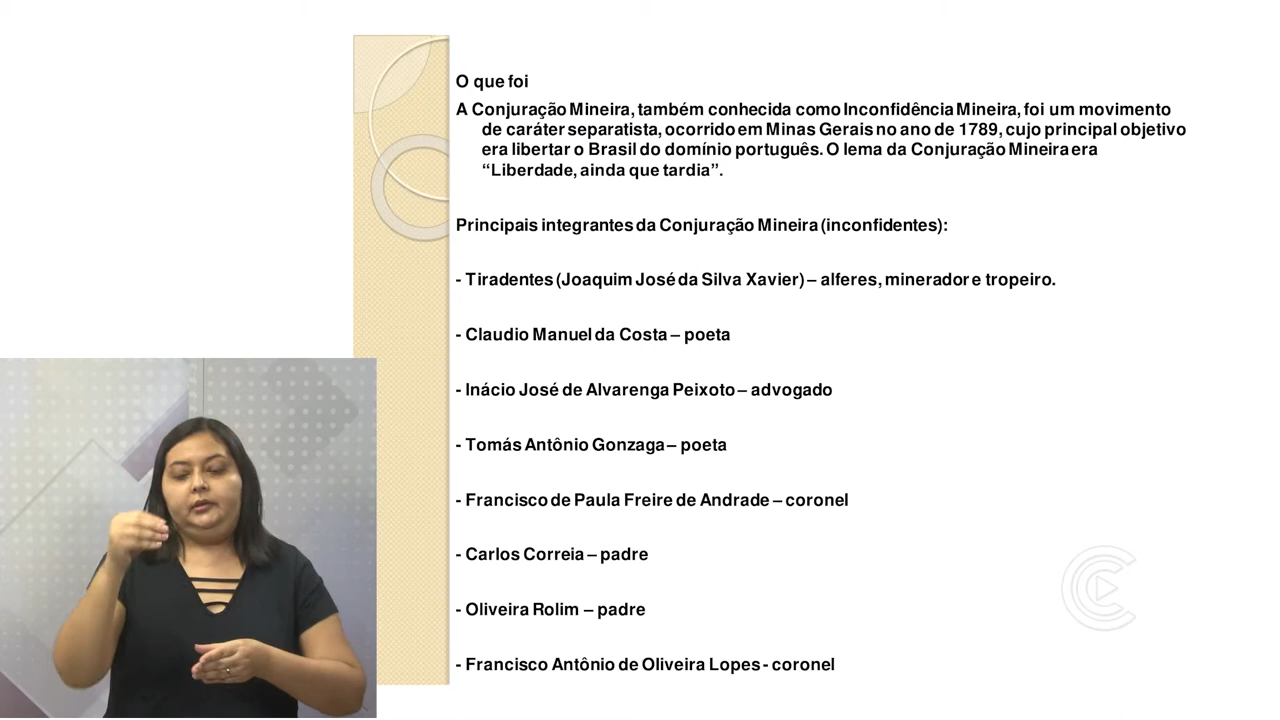 O que foi
A Conjuração Mineira, também conhecida como Inconfidência Mineira, foi um movimento
de caráter separatista, ocorrido em Minas Gerais no ano de 1789, cujo principal objetivo
era libertar o Brasil do domínio português. O lema da Conjuração Mineira era
“Liberdade, ainda que tardia”.
Principais integrantes da Conjuração Mineira (inconfidentes):
- Tiradentes (Joaquim José da Silva Xavier) – alferes, minerador e tropeiro.
- Claudio Manuel da Costa – poeta
- Inácio José de Alvarenga Peixoto – advogado
- Tomás Antônio Gonzaga – poeta
- Francisco de Paula Freire de Andrade – coronel
- Carlos Correia – padre
- Oliveira Rolim – padre
- Francisco Antônio de Oliveira Lopes - coronel